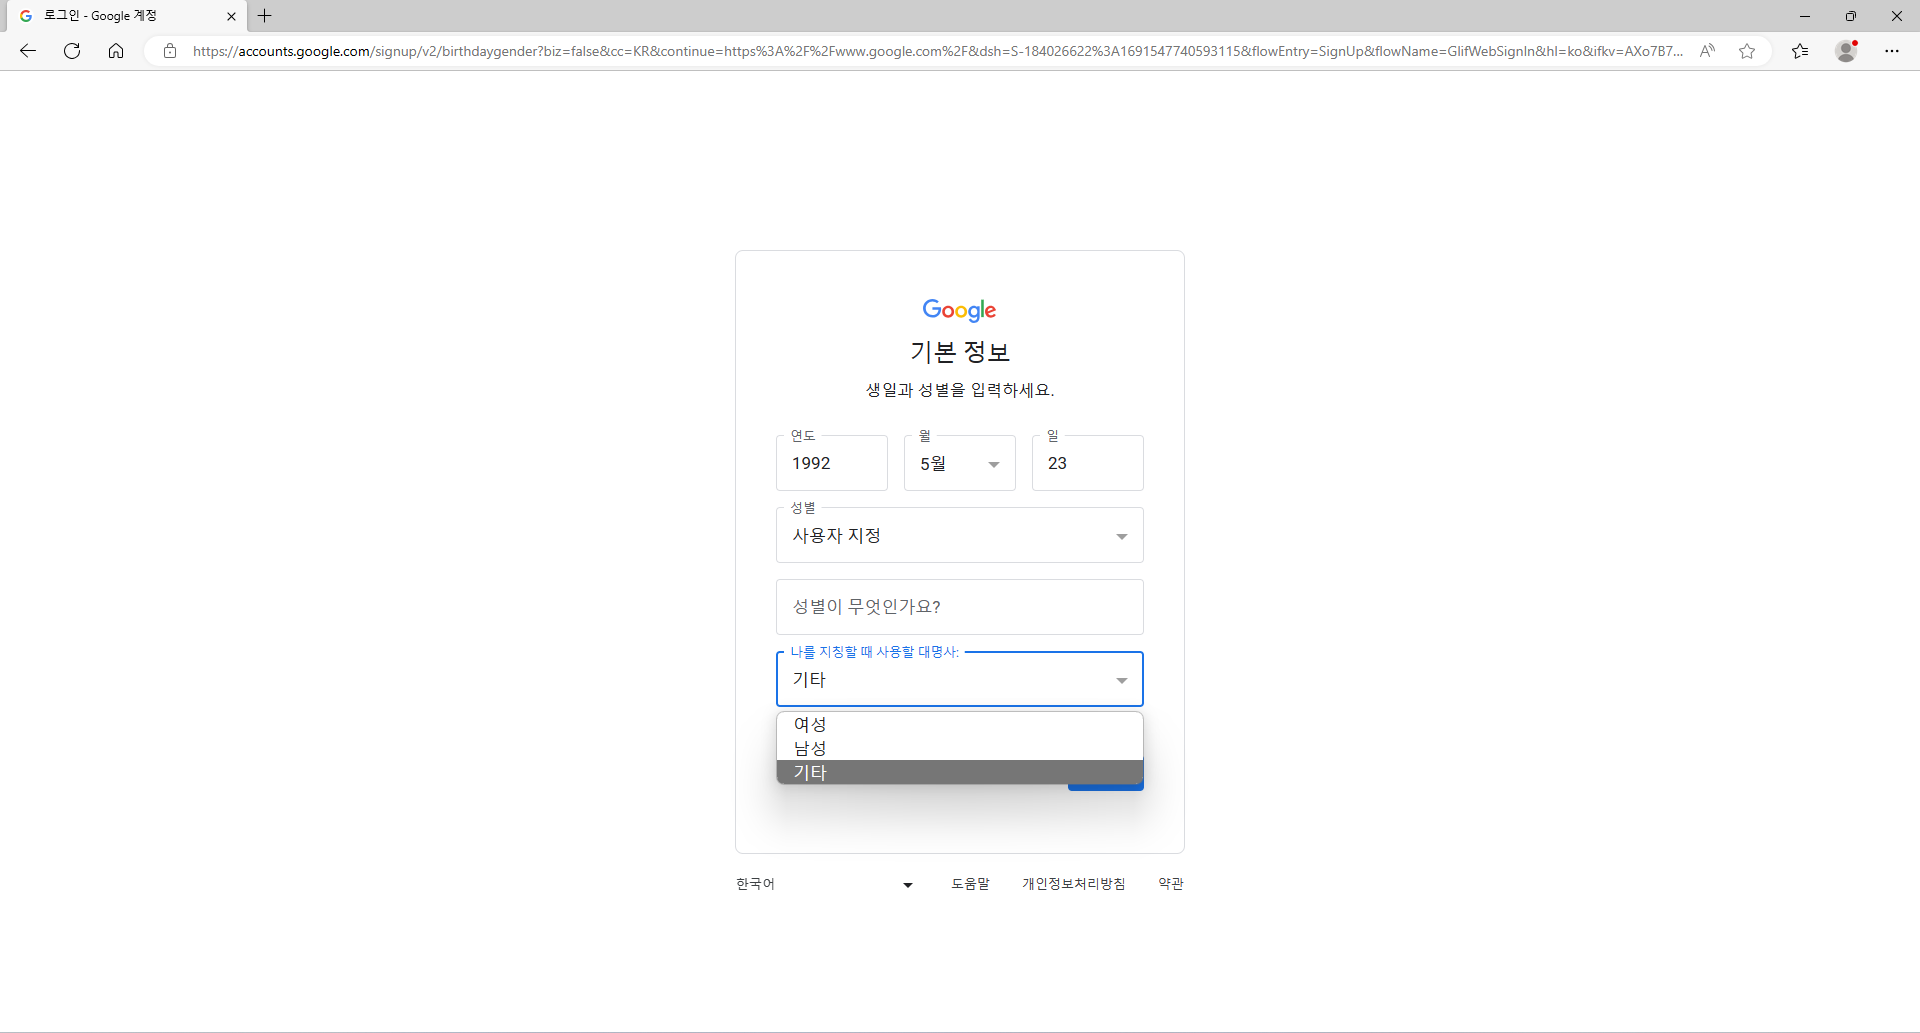 로그인 - Google 계정
https://accounts.google.com/signup/v2/birthdaygender?biz=false&cc=KR&continue=https%3A%2F%2Fwww.google.com%2F&dsh=S-184026622%3A1691547740593115&flowEntry=SignUp&flowName=GlifWebSignIn&hl=ko&ifkv=AXo7B7...
Google
기본 정보
생일과 성별을 입력하세요.
연도 월 일
1992 5월 23
성별
사용자 지정
성별이 무엇인가요?
나를 지칭할 때 사용할 대명사:
기타
여성
남성
기타
한국어 도움말 개인정보처리방침 약관